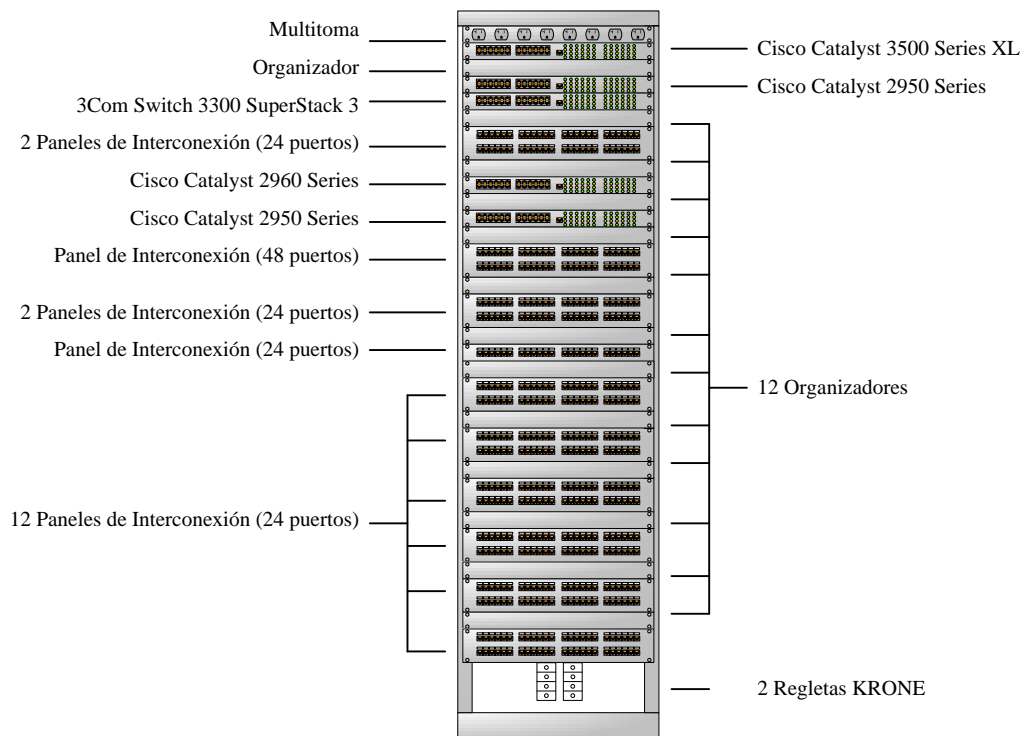 Multitoma
Cisco Catalyst 3500 Series XL
Organizador
Cisco Catalyst 2950 Series
3Com Switch 3300 SuperStack 3
2 Paneles de Interconexión (24 puertos)
Cisco Catalyst 2960 Series
Cisco Catalyst 2950 Series
Panel de Interconexión (48 puertos)
2 Paneles de Interconexión (24 puertos)
Panel de Interconexión (24 puertos)
12 Organizadores
12 Paneles de Interconexión (24 puertos)
2 Regletas KRONE